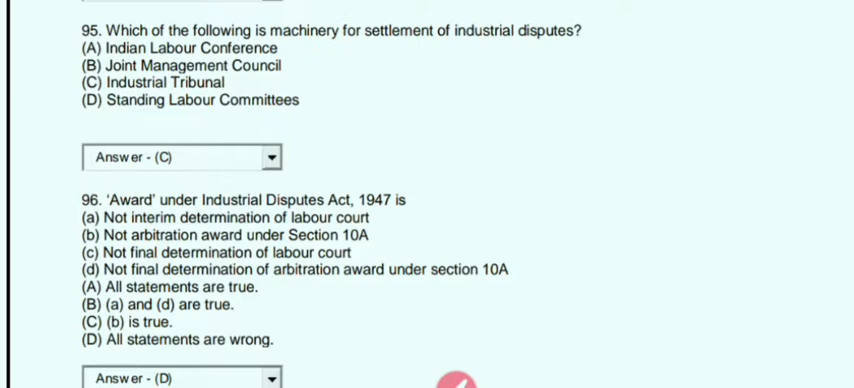 95. Which of the following is machinery for settlement of industrial disputes?
(A) Indian Labour Conference
(B) Joint Management Council
(C) Industrial Tribunal
(D) Standing Labour Committees
Answer - (C)
96. 'Award' under Industrial Disputes Act, 1947 is
(a) Not interim determination of labour court
(b) Not arbitration award under Section 10A
(c) Not final determination of labour court
(d) Not final determination of arbitration award under section 10A
(A) All statements are true.
(B) (a) and (d) are true.
(C) (b) is true.
(D) All statements are wrong.
Answer - (D)